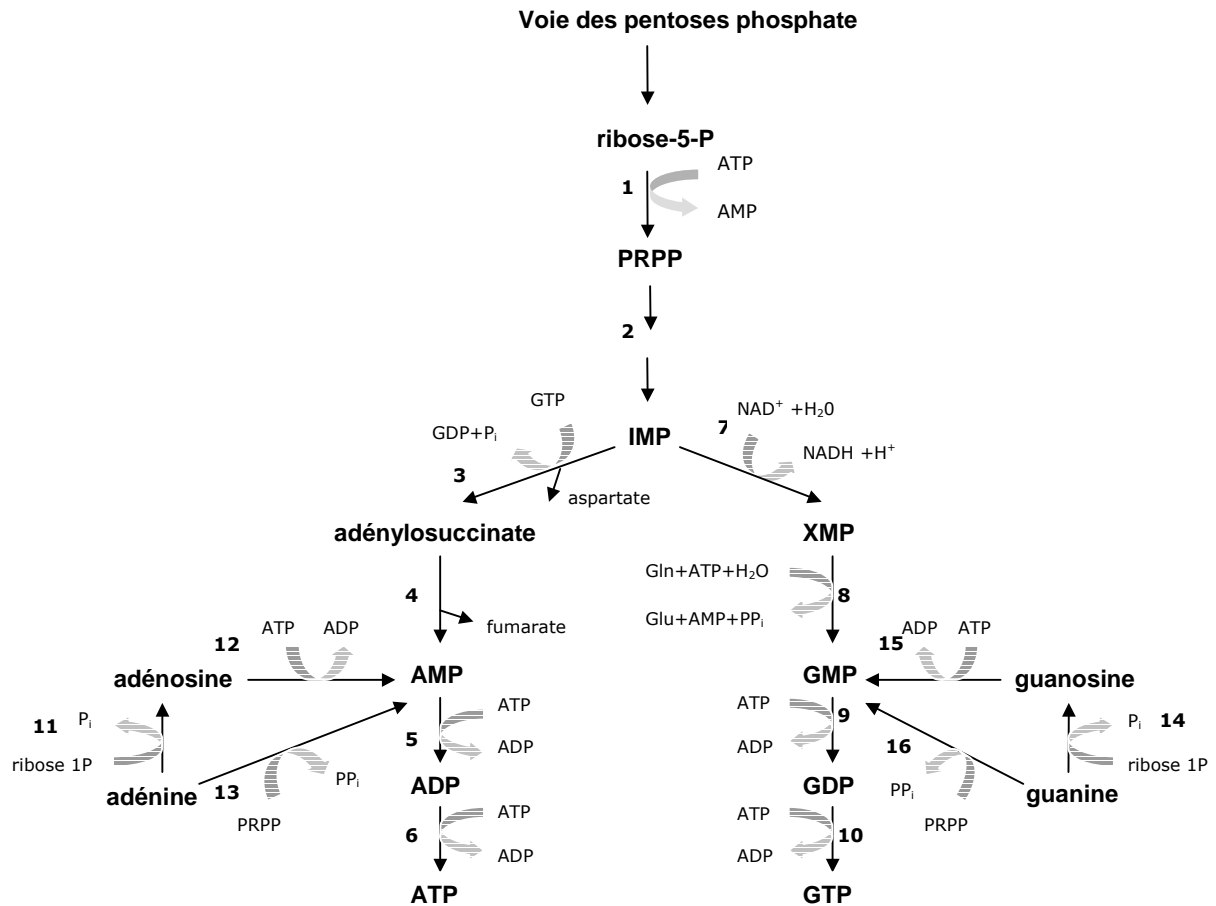 Voie des pentoses phosphate
ribose-5-P
1
ATP
AMP
PRPP
2
GTP
GDP+Pi
3
IMP
7
NAD+ +H20
NADH +H+
aspartate
adénylosuccinate
XMP
4
fumarate
Gln+ATP+H2O
8
Glu+AMP+PPi
12
ATP
ADP
adénosine
AMP
GMP
15
ADP
ATP
guanosine
11
Pi
ribose 1P
adénine
13
PPi
PRPP
5
ATP
ADP
ADP
ATP
9
ADP
GDP
16
PPi
PRPP
Pi
14
ribose 1P
guanine
6
ATP
ADP
ATP
ATP
10
ADP
GTP